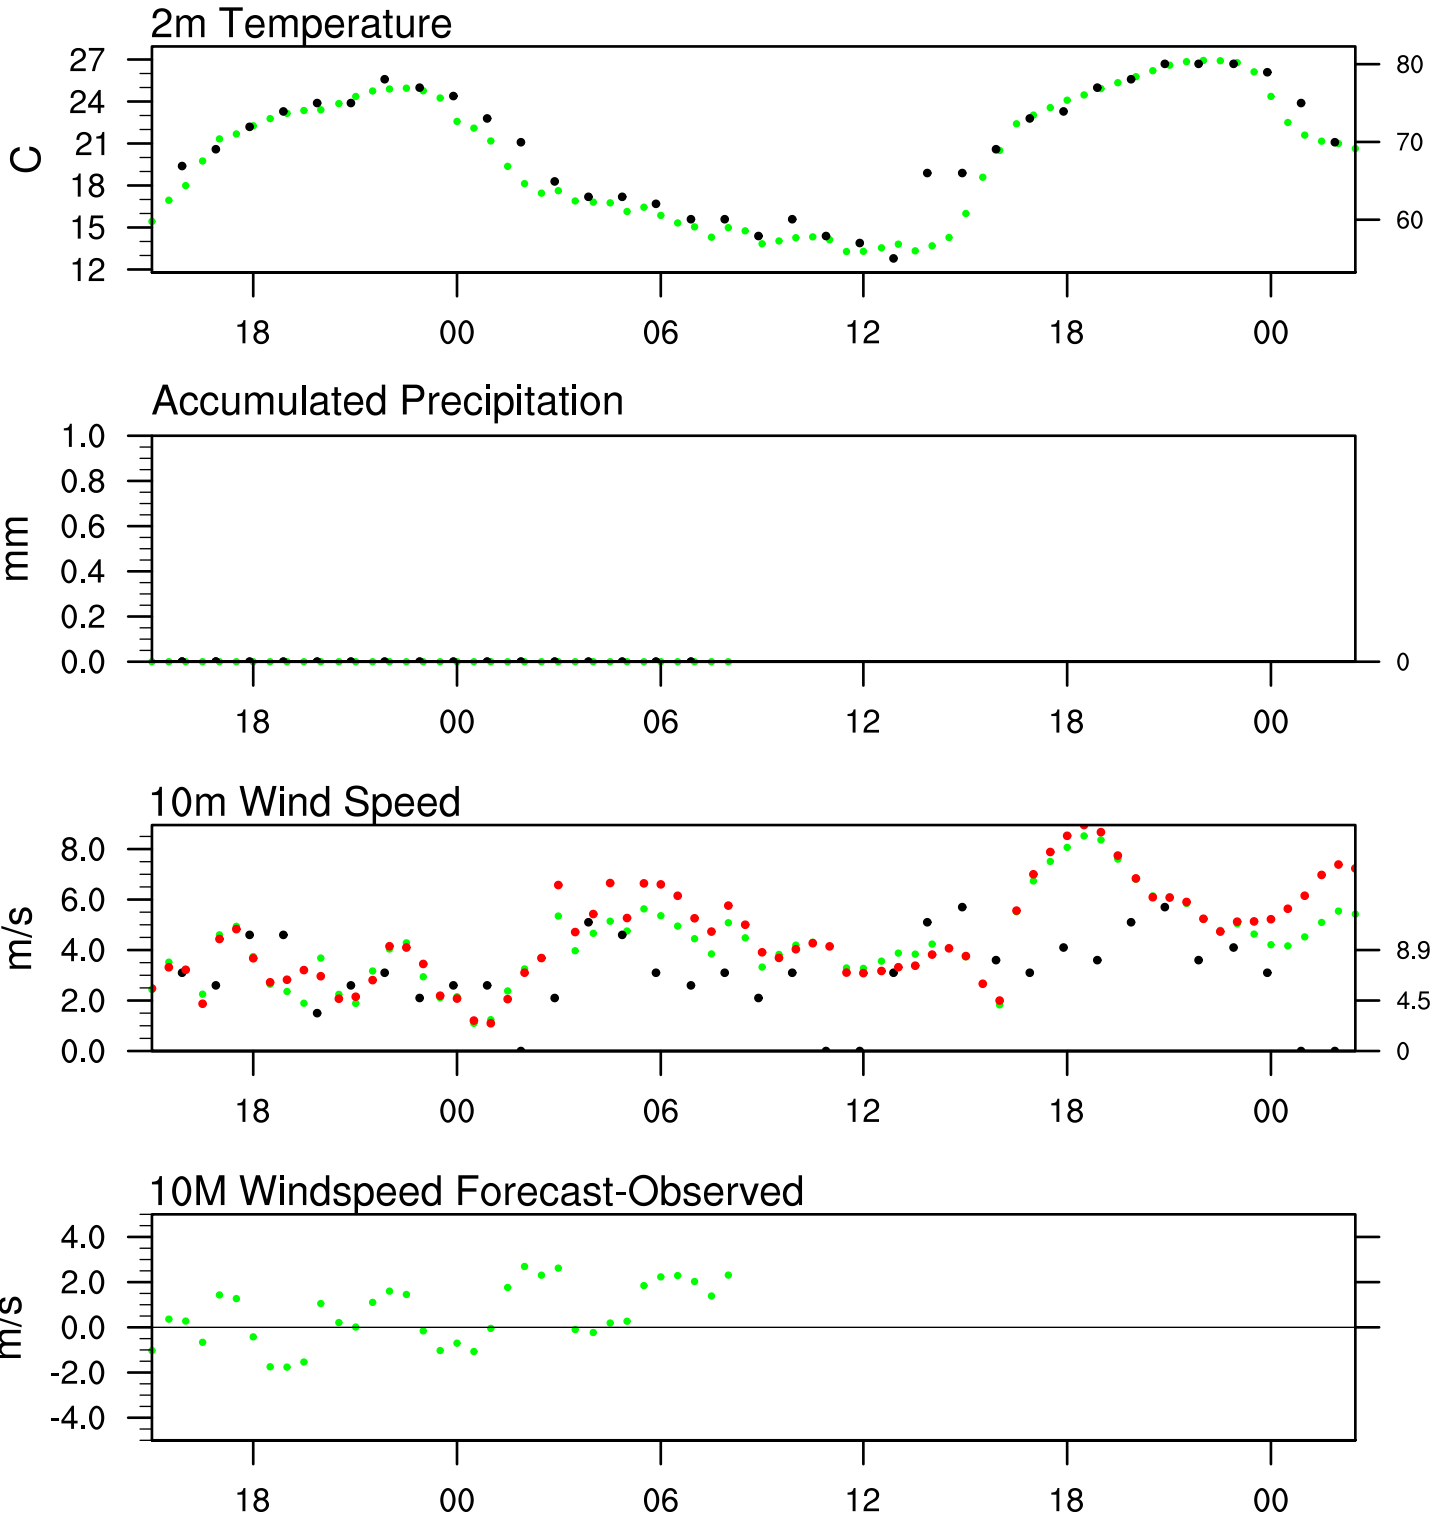 2m Temperature
27
24
21
18
15
12
C
80
70
60
18 00 06 12 18 00
Accumulated Precipitation
1.0
0.8
0.6
0.4
0.2
0.0
mm
0
18 00 06 12 18 00
10m Wind Speed
8.0
6.0
4.0
2.0
0.0
m/s
8.9
4.5
0
18 00 06 12 18 00
10M Windspeed Forecast-Observed
4.0
2.0
0.0
-2.0
-4.0
m/s
18 00 06 12 18 00